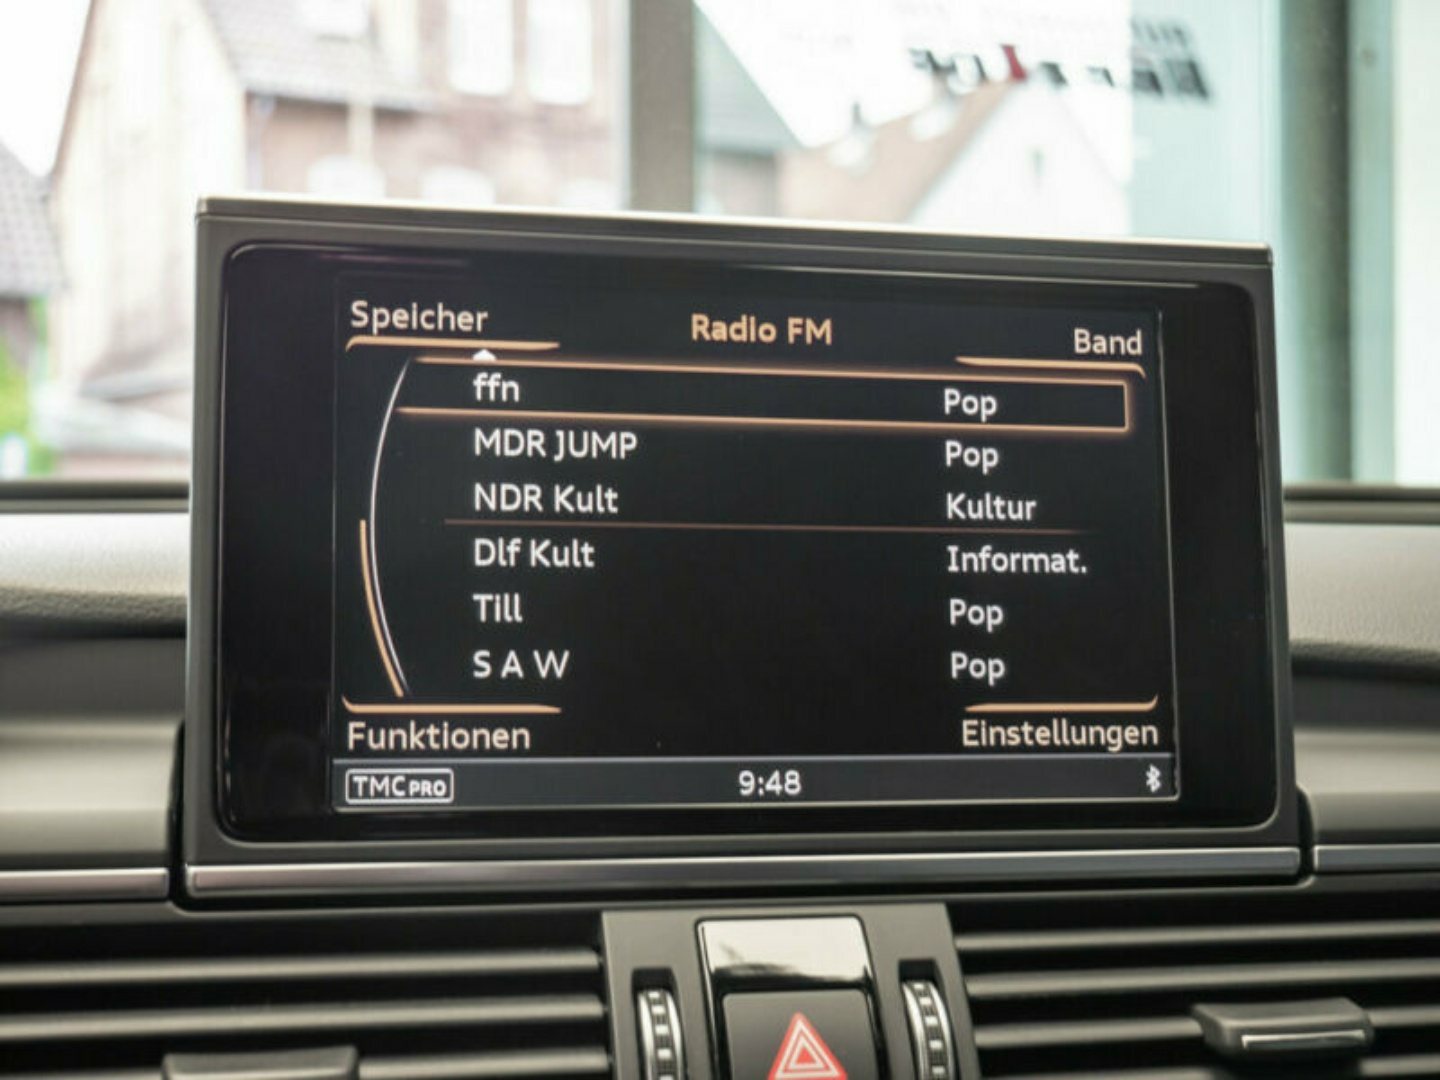 Speicher Radio FM Band
ffn Pop
MDR JUMP Pop
NDR Kult Kultur
Dlf Kult Informat.
Till Pop
S A W Pop
Funktionen Einstellungen
TMC PRO 9:48